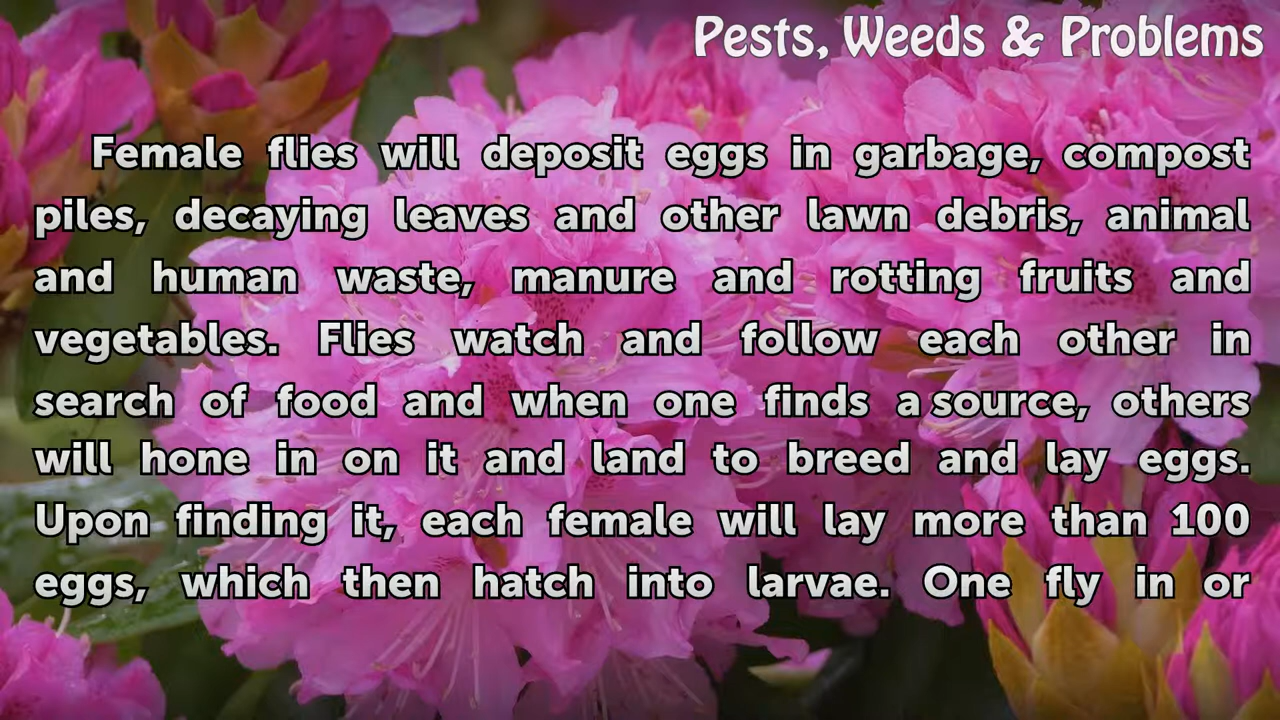 Pests, Weeds & Problems
Female flies will deposit eggs in garbage, compost
piles, decaying leaves and other lawn debris, animal
and human waste, manure and rotting fruits and
vegetables. Flies watch and follow each other in
search of food and when one finds a source, others
will hone in on it and land to breed and lay eggs.
Upon finding it, each female will lay more than 100
eggs, which then hatch into larvae. One fly in or